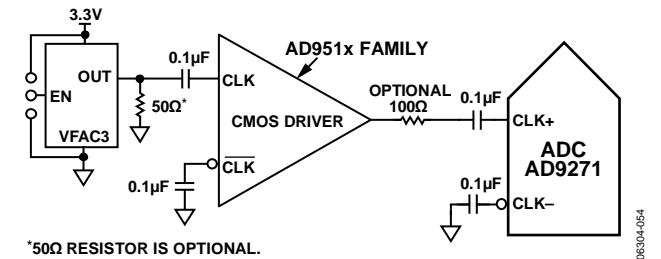 3.3V
AD951x FAMILY
0.1µF
OUT
CLK
OPTIONAL
100Ω
0.1µF
EN
50Ω*
CMOS DRIVER
CLK+
ADC
AD9271
VFAC3
CLK
0.1µF
0.1µF
CLK–
*50Ω RESISTOR IS OPTIONAL.
06304-054